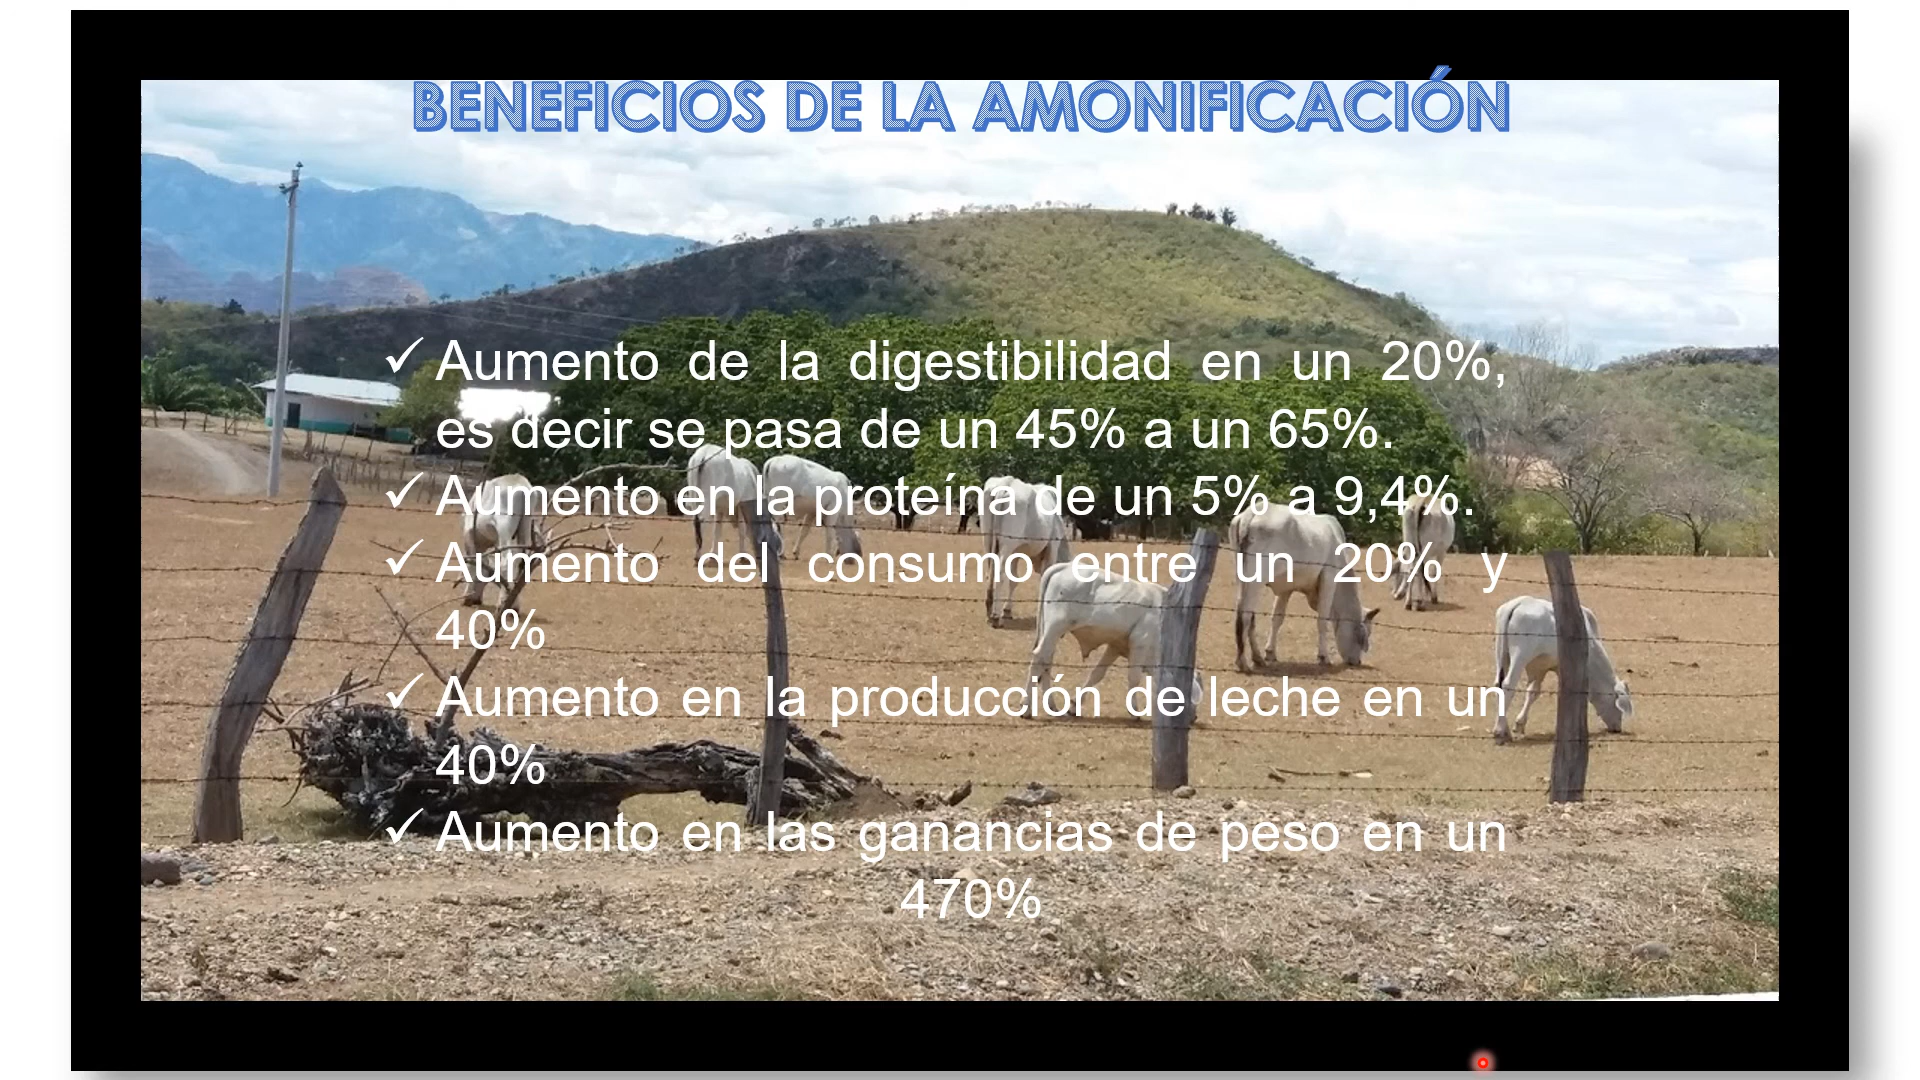 BENEFICIOS DE LA AMONIFICACIÓN
✓ Aumento de la digestibilidad en un 20%,
es decir se pasa de un 45% a un 65%.
✓ Aumento en la proteína de un 5% a 9,4%.
✓ Aumento del consumo entre un 20% y
40%
✓ Aumento en la producción de leche en un
40%
✓ Aumento en las ganancias de peso en un
470%